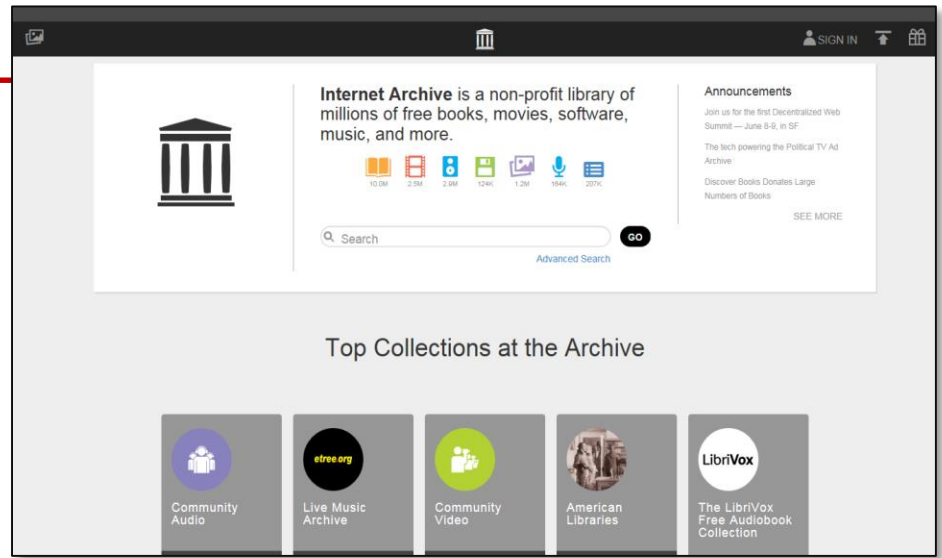 SIGN IN
Internet Archive is a non-profit library of
millions of free books, movies, software,
music, and more.
10.0M 2.5M 2.9M 124K 1.2M 164K 207K
Search
GO
Advanced Search
Announcements
Join us for the first Decentralized Web
Summit — June 8-9, in SF
The tech powering the Political TV Ad
Archive
Discover Books Donates Large
Numbers of Books
SEE MORE
Top Collections at the Archive
Community
Audio
etree.org
Live Music
Archive
Community
Video
American
Libraries
LibriVox
The LibriVox
Free Audiobook
Collection